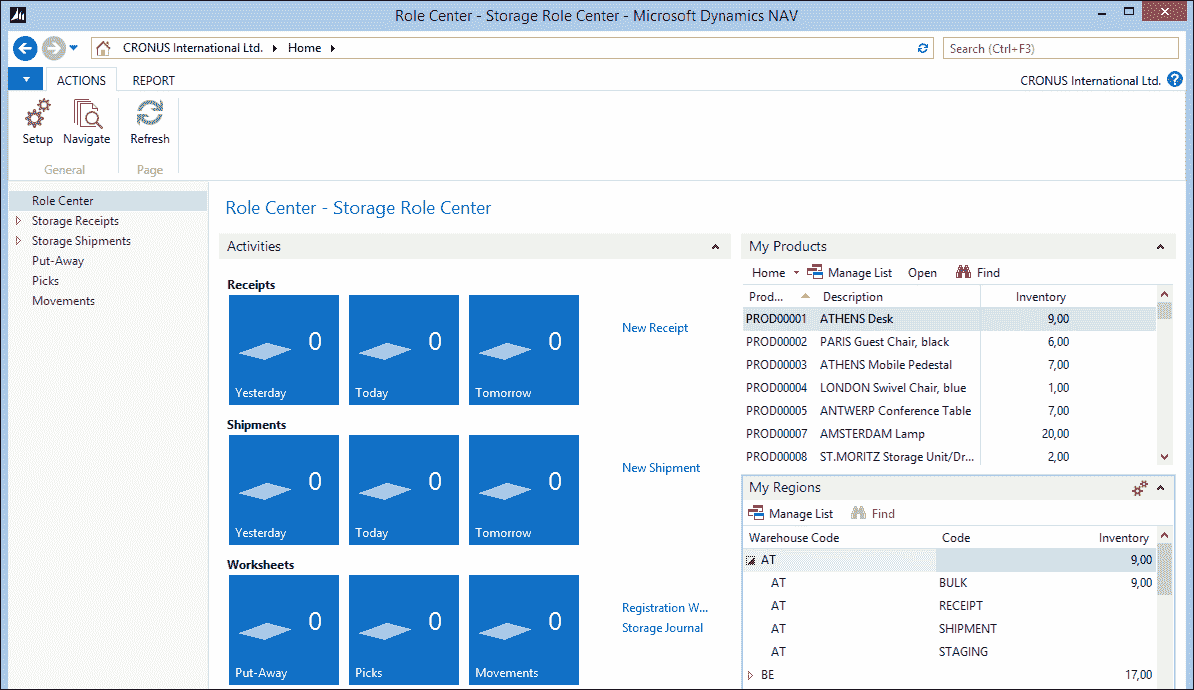 Role Center - Storage Role Center - Microsoft Dynamics NAV
CRONUS International Ltd. Home
Search (Ctrl+F3)
ACTIONS REPORT
CRONUS International Ltd.
Setup Navigate Refresh
General Page
Role Center
Storage Receipts
Storage Shipments
Put-Away
Picks
Movements
Role Center - Storage Role Center
Activities
Receipts
0 0 0
Yesterday Today Tomorrow
New Receipt
Shipments
0 0 0
Yesterday Today Tomorrow
New Shipment
Worksheets
0 0 0
Put-Away Picks Movements
Registration W...
Storage Journal
My Products
Home Manage List Open Find
Prod... Description Inventory
PROD00001 ATHENS Desk 9,00
PROD00002 PARIS Guest Chair, black 6,00
PROD00003 ATHENS Mobile Pedestal 7,00
PROD00004 LONDON Swivel Chair, blue 1,00
PROD00005 ANTWERP Conference Table 7,00
PROD00007 AMSTERDAM Lamp 20,00
PROD00008 ST.MORITZ Storage Unit/Dr... 2,00
My Regions
Manage List Find
Warehouse Code Code Inventory
AT 9,00
AT BULK 9,00
AT RECEIPT
AT SHIPMENT
AT STAGING
BE 17,00